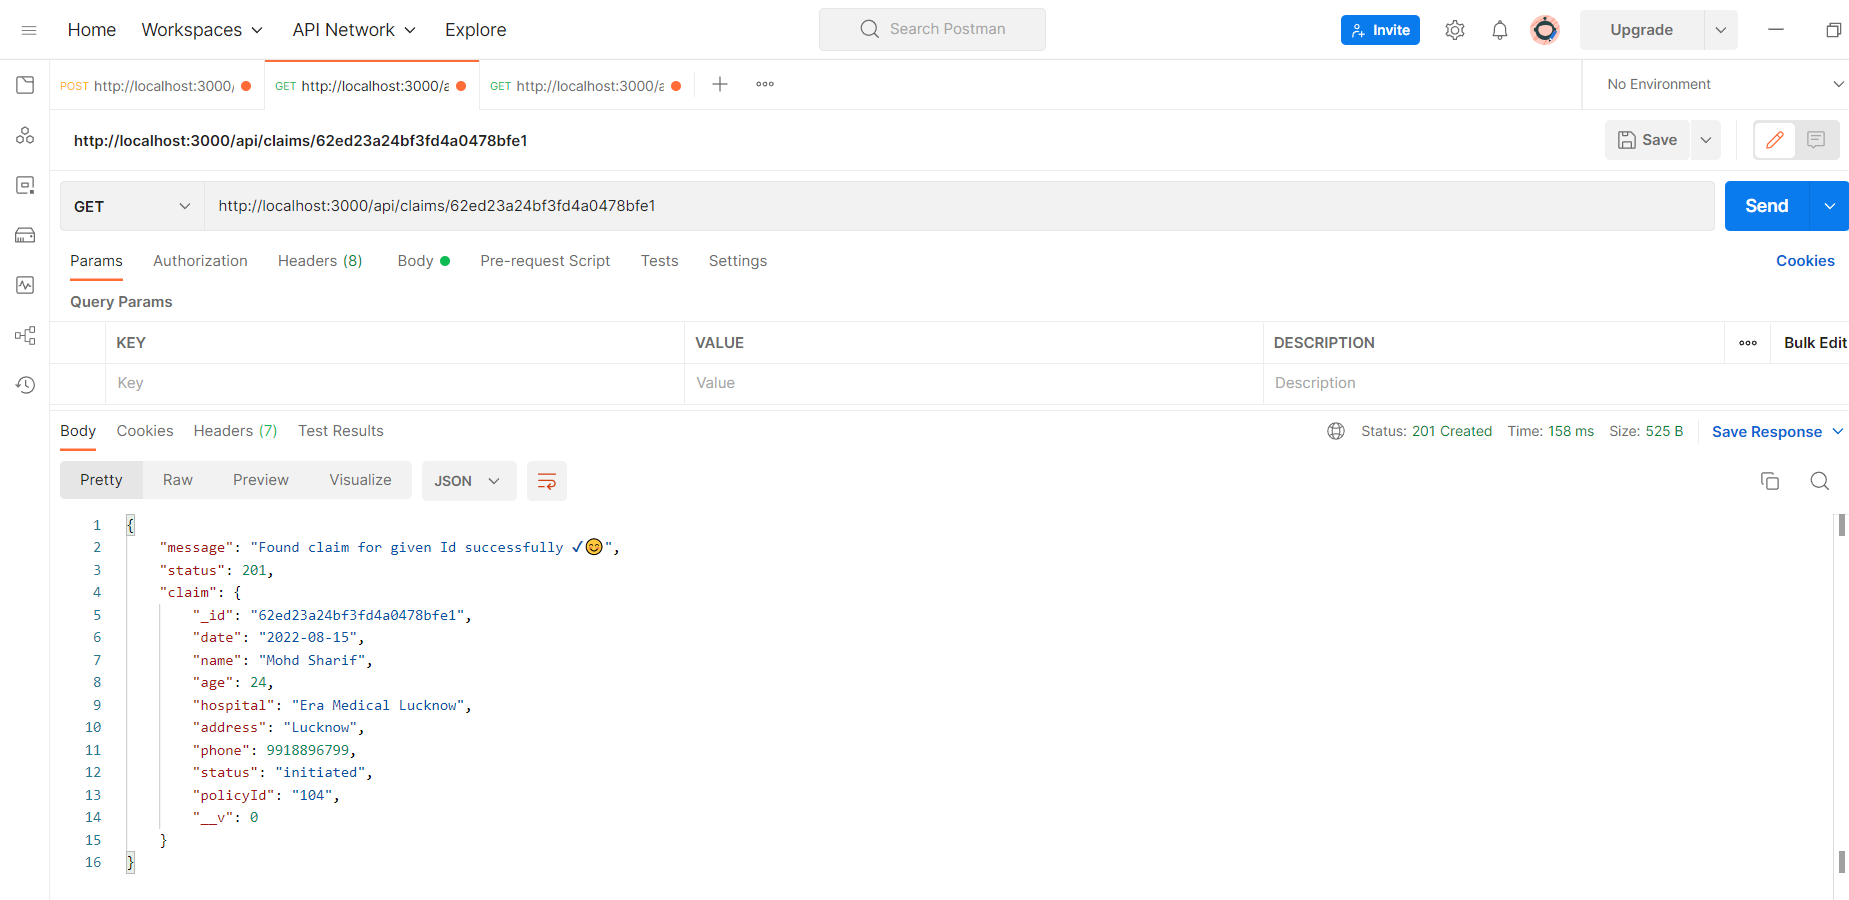 Home Workspaces API Network Explore Search Postman Invite Upgrade
POST http://localhost:3000/ GET http://localhost:3000/a GET http://localhost:3000/a No Environment
http://localhost:3000/api/claims/62ed23a24bf3fd4a0478bfe1 Save
GET http://localhost:3000/api/claims/62ed23a24bf3fd4a0478bfe1 Send
Params Authorization Headers (8) Body Pre-request Script Tests Settings Cookies
Query Params
KEY VALUE DESCRIPTION Bulk Edit
Key Value Description
Body Cookies Headers (7) Test Results Status: 201 Created Time: 158 ms Size: 525 B Save Response
Pretty Raw Preview Visualize JSON
1 {
2 "message": "Found claim for given Id successfully ✔😊",
3 "status": 201,
4 "claim": {
5 "_id": "62ed23a24bf3fd4a0478bfe1",
6 "date": "2022-08-15",
7 "name": "Mohd Sharif",
8 "age": 24,
9 "hospital": "Era Medical Lucknow",
10 "address": "Lucknow",
11 "phone": 9918896799,
12 "status": "initiated",
13 "policyId": "104",
14 "__v": 0
15 }
16 }